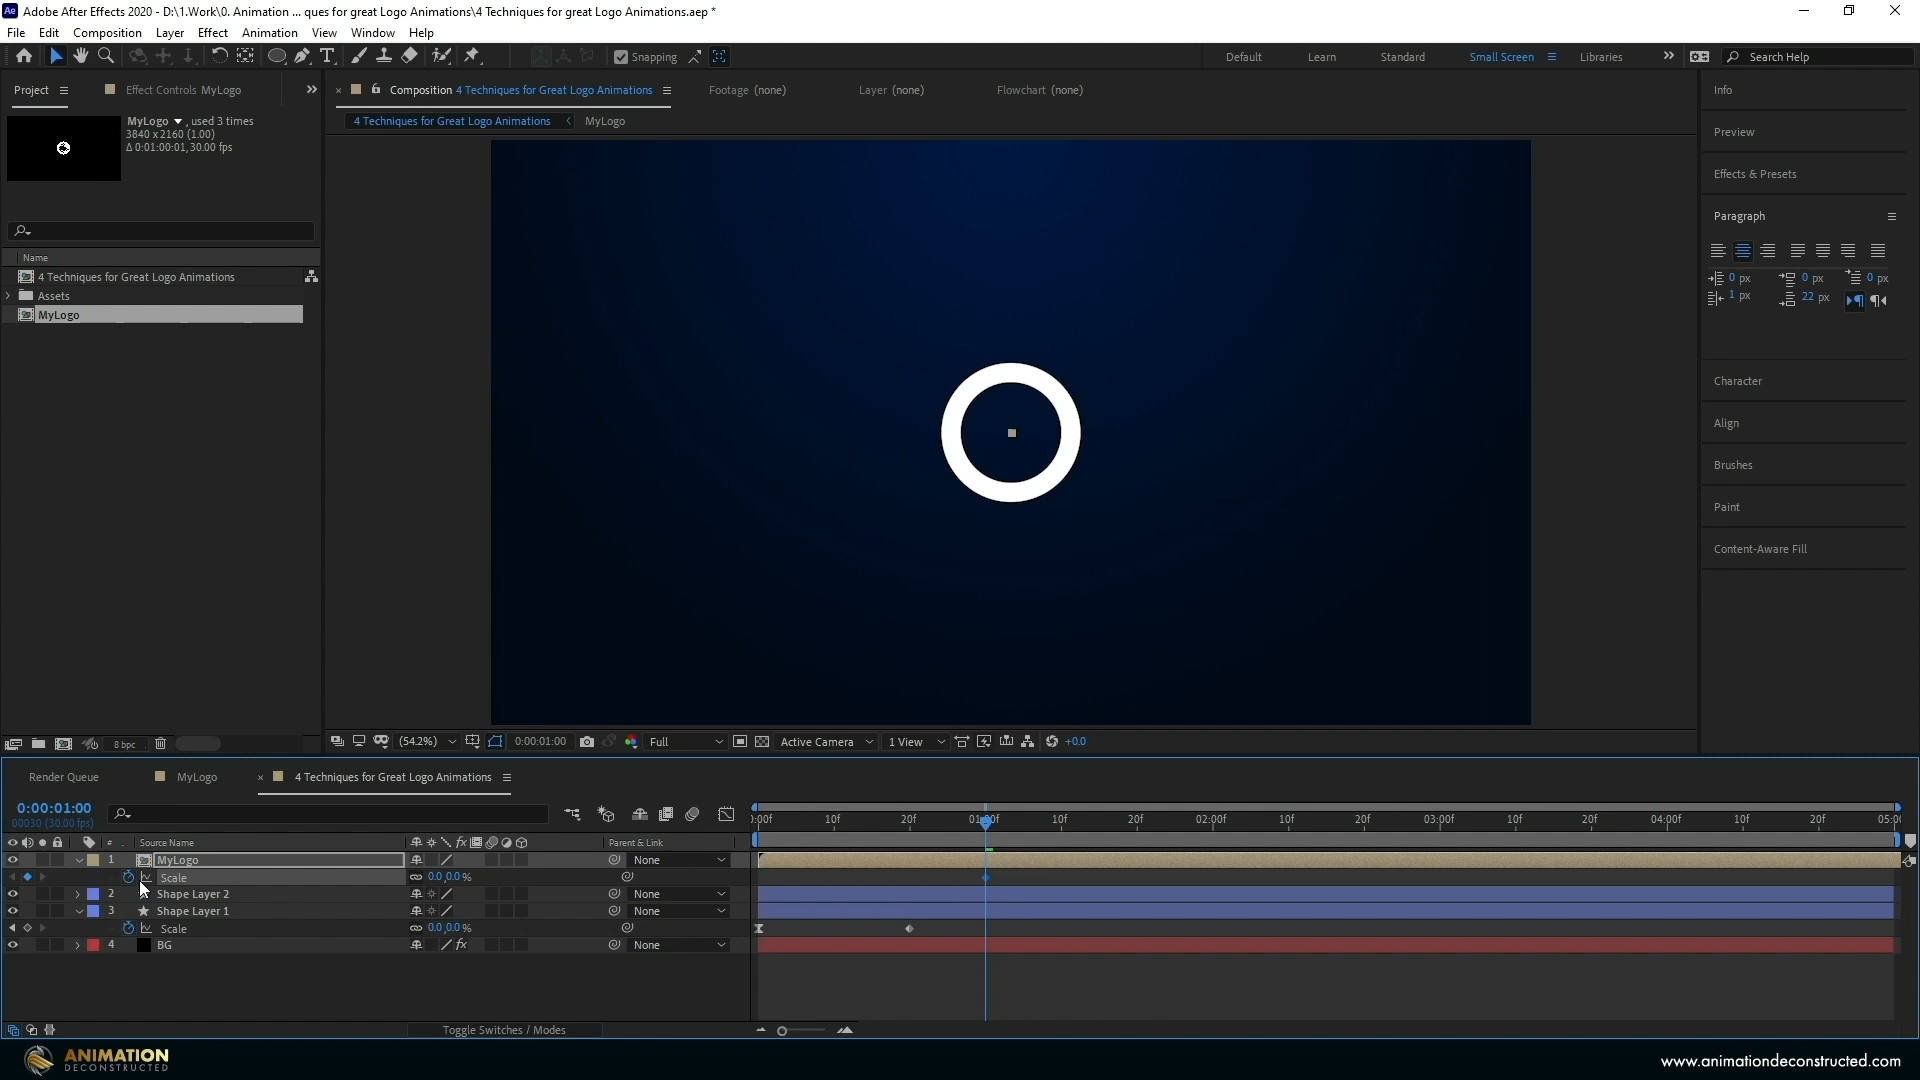 Ae Adobe After Effects 2020 - D:\1.Work\0. Animation ... ques for great Logo Animations\4 Techniques for great Logo Animations.aep *
File Edit Composition Layer Effect Animation View Window Help
Snapping Default Learn Standard Small Screen Libraries Search Help
Project Effect Controls MyLogo Composition 4 Techniques for Great Logo Animations Footage (none) Layer (none) Flowchart (none) Info
4 Techniques for Great Logo Animations MyLogo
MyLogo , used 3 times
3840 x 2160 (1.00)
Δ 0:01:00:01, 30.00 fps
Preview
Effects & Presets
Paragraph
Name
4 Techniques for Great Logo Animations
Assets
MyLogo
0 px 0 px 0 px
1 px 22 px
Character
Align
Brushes
Paint
Content-Aware Fill
8 bpc (54.2%) 0:00:01:00 Full Active Camera 1 View +0.0
Render Queue MyLogo 4 Techniques for Great Logo Animations
0:00:01:00
00030 (30.00 fps)
):00f 10f 20f 01:00f 10f 20f 02:00f 10f 20f 03:00f 10f 20f 04:00f 10f 20f 05:00
# . Source Name fx Parent & Link
1 MyLogo None
Scale 0.0,0.0 %
2 Shape Layer 2 None
3 Shape Layer 1 None
Scale 0.0,0.0 %
4 BG fx None
Toggle Switches / Modes
ANIMATION
DECONSTRUCTED
www.animationdeconstructed.com